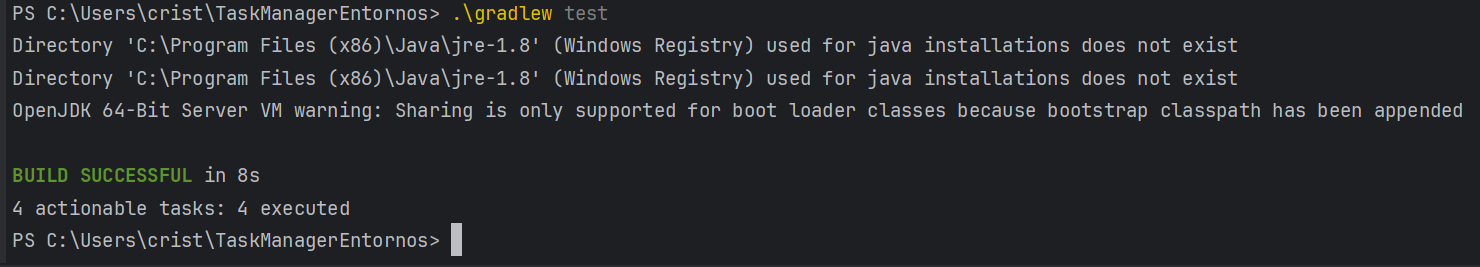 PS C:\Users\crist\TaskManagerEntornos> .\gradlew test
Directory 'C:\Program Files (x86)\Java\jre-1.8' (Windows Registry) used for java installations does not exist
Directory 'C:\Program Files (x86)\Java\jre-1.8' (Windows Registry) used for java installations does not exist
OpenJDK 64-Bit Server VM warning: Sharing is only supported for boot loader classes because bootstrap classpath has been appended
BUILD SUCCESSFUL in 8s
4 actionable tasks: 4 executed
PS C:\Users\crist\TaskManagerEntornos>